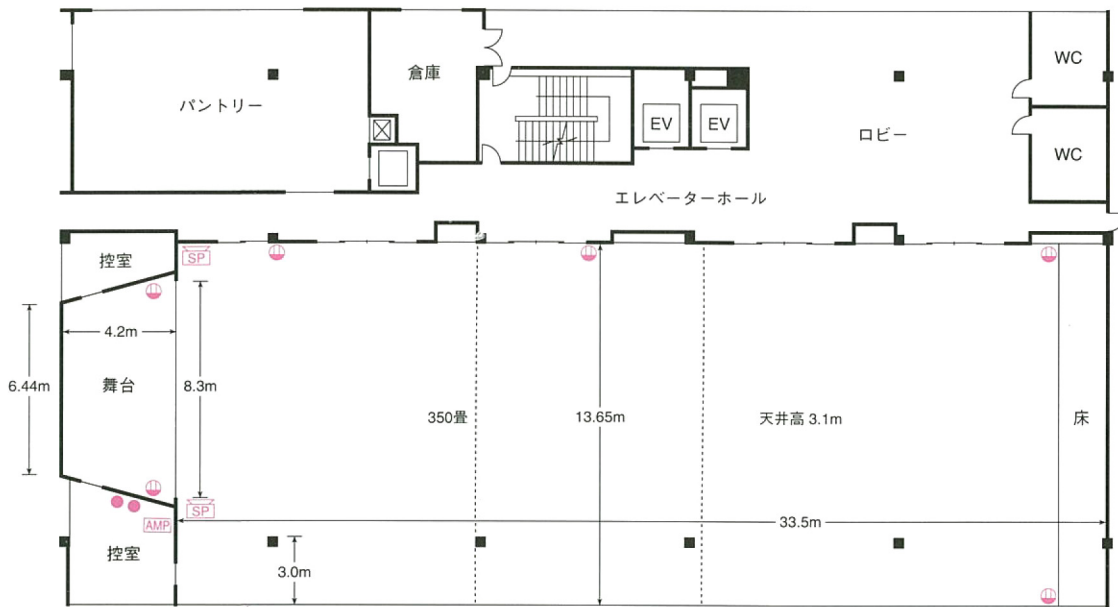 パントリー
倉庫
EV
EV
ロビー
WC
WC
エレベーターホール
控室
SP
4.2m
6.44m
舞台
8.3m
350畳
13.65m
天井高 3.1m
床
SP
AMP
33.5m
控室
3.0m